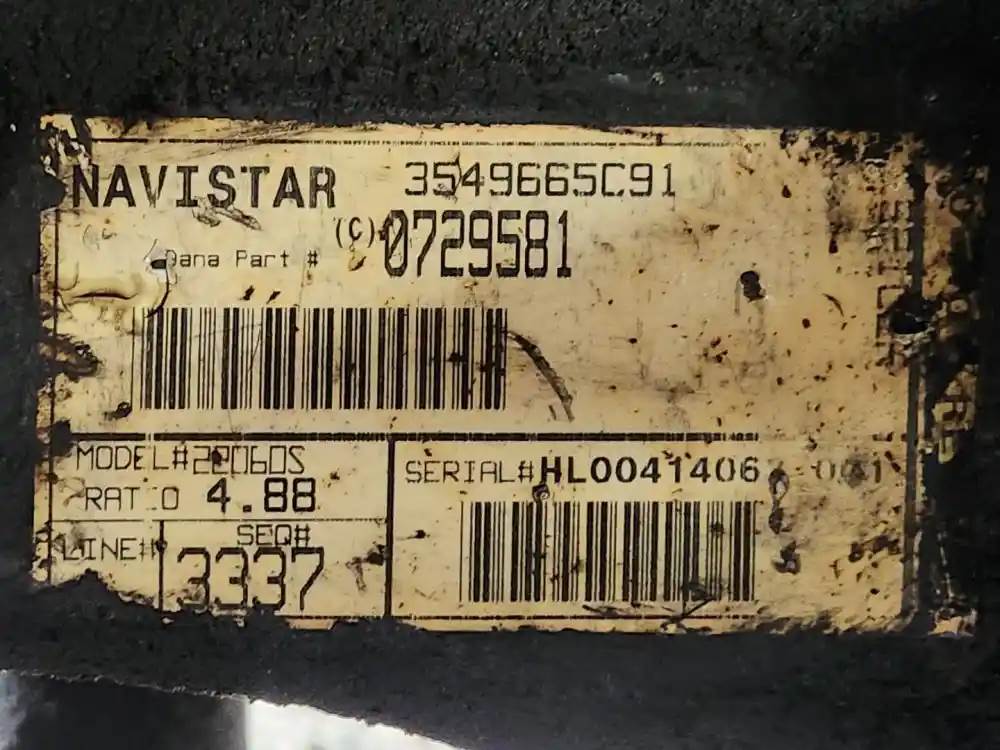 NAVISTAR 3549665C91
Dana Part # (C) 0729581
MODEL# 22060S
RATIO 4.88
SERIAL# HL0041406
LINE# SEQ#
3337